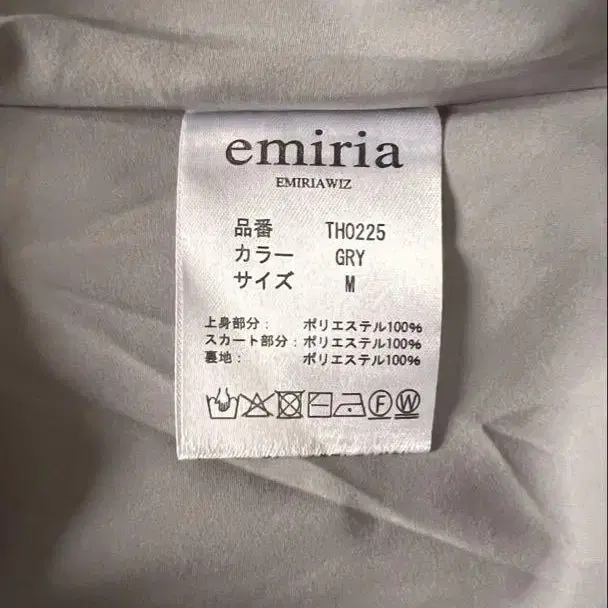 emiria
EMIRIAWIZ
品番 TH0225
カラー GRY
サイズ M
上身部分： ポリエステル100%
スカート部分：ポリエステル100%
裏地： ポリエステル100%
F W